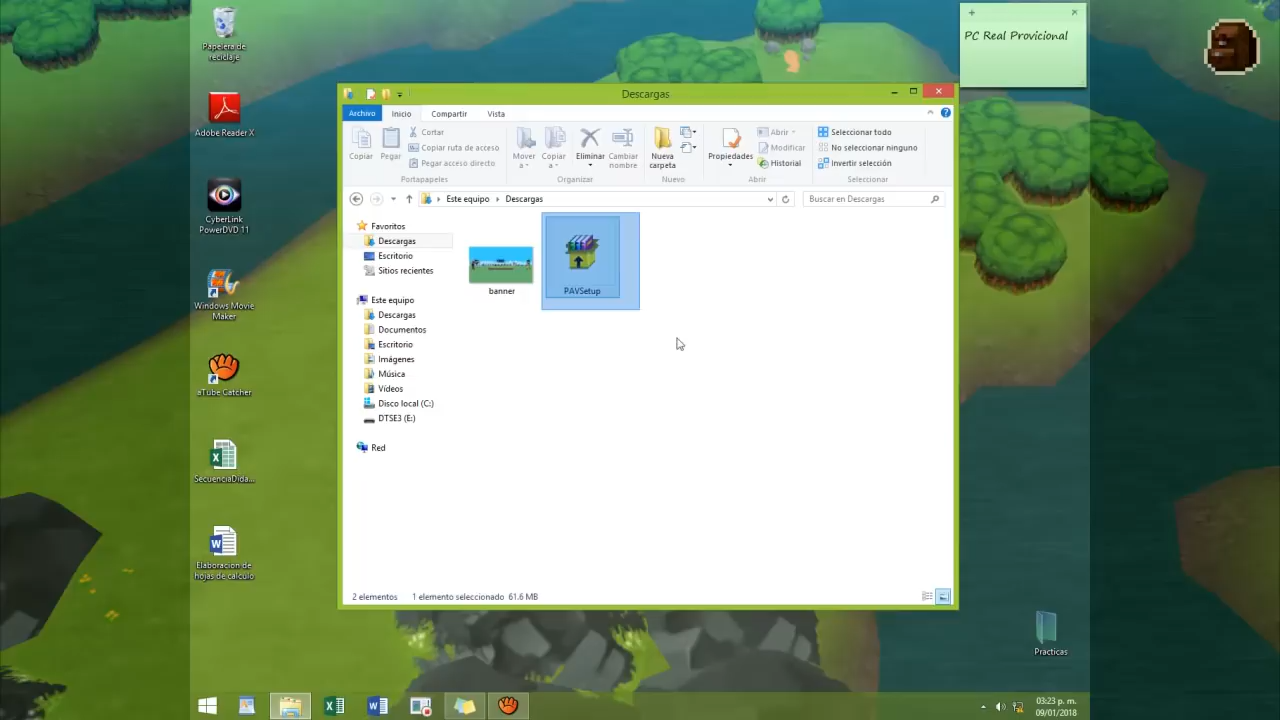 Papelera de
reciclaje
Adobe Reader X
CyberLink
PowerDVD 11
Windows Movie
Maker
aTube Catcher
SecuenciaDida...
Elaboracion de
hojas de calculo
PC Real Provicional
Descargas
Archivo Inicio Compartir Vista
Copiar
Pegar
Cortar
Copiar ruta de acceso
Pegar acceso directo
Portapapeles
Mover
a
Copiar
a
Eliminar
Cambiar
nombre
Organizar
Nueva
carpeta
Nuevo
Propiedades
Abrir
Modificar
Historial
Abrir
Seleccionar todo
No seleccionar ninguno
Invertir selección
Seleccionar
Este equipo Descargas
Buscar en Descargas
Favoritos
Descargas
Escritorio
Sitios recientes
Este equipo
Descargas
Documentos
Escritorio
Imágenes
Música
Vídeos
Disco local (C:)
DTSE3 (E:)
Red
banner
PAVSetup
2 elementos 1 elemento seleccionado 61.6 MB
Practicas
03:23 p. m.
09/01/2018